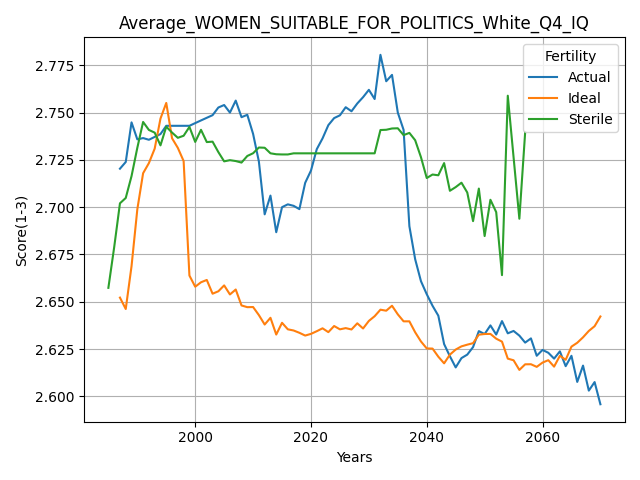 Average_WOMEN_SUITABLE_FOR_POLITICS_White_Q4_IQ
Fertility
Actual
Ideal
Sterile
Score(1-3)
2.775
2.750
2.725
2.700
2.675
2.650
2.625
2.600
2000
2020
2040
2060
Years